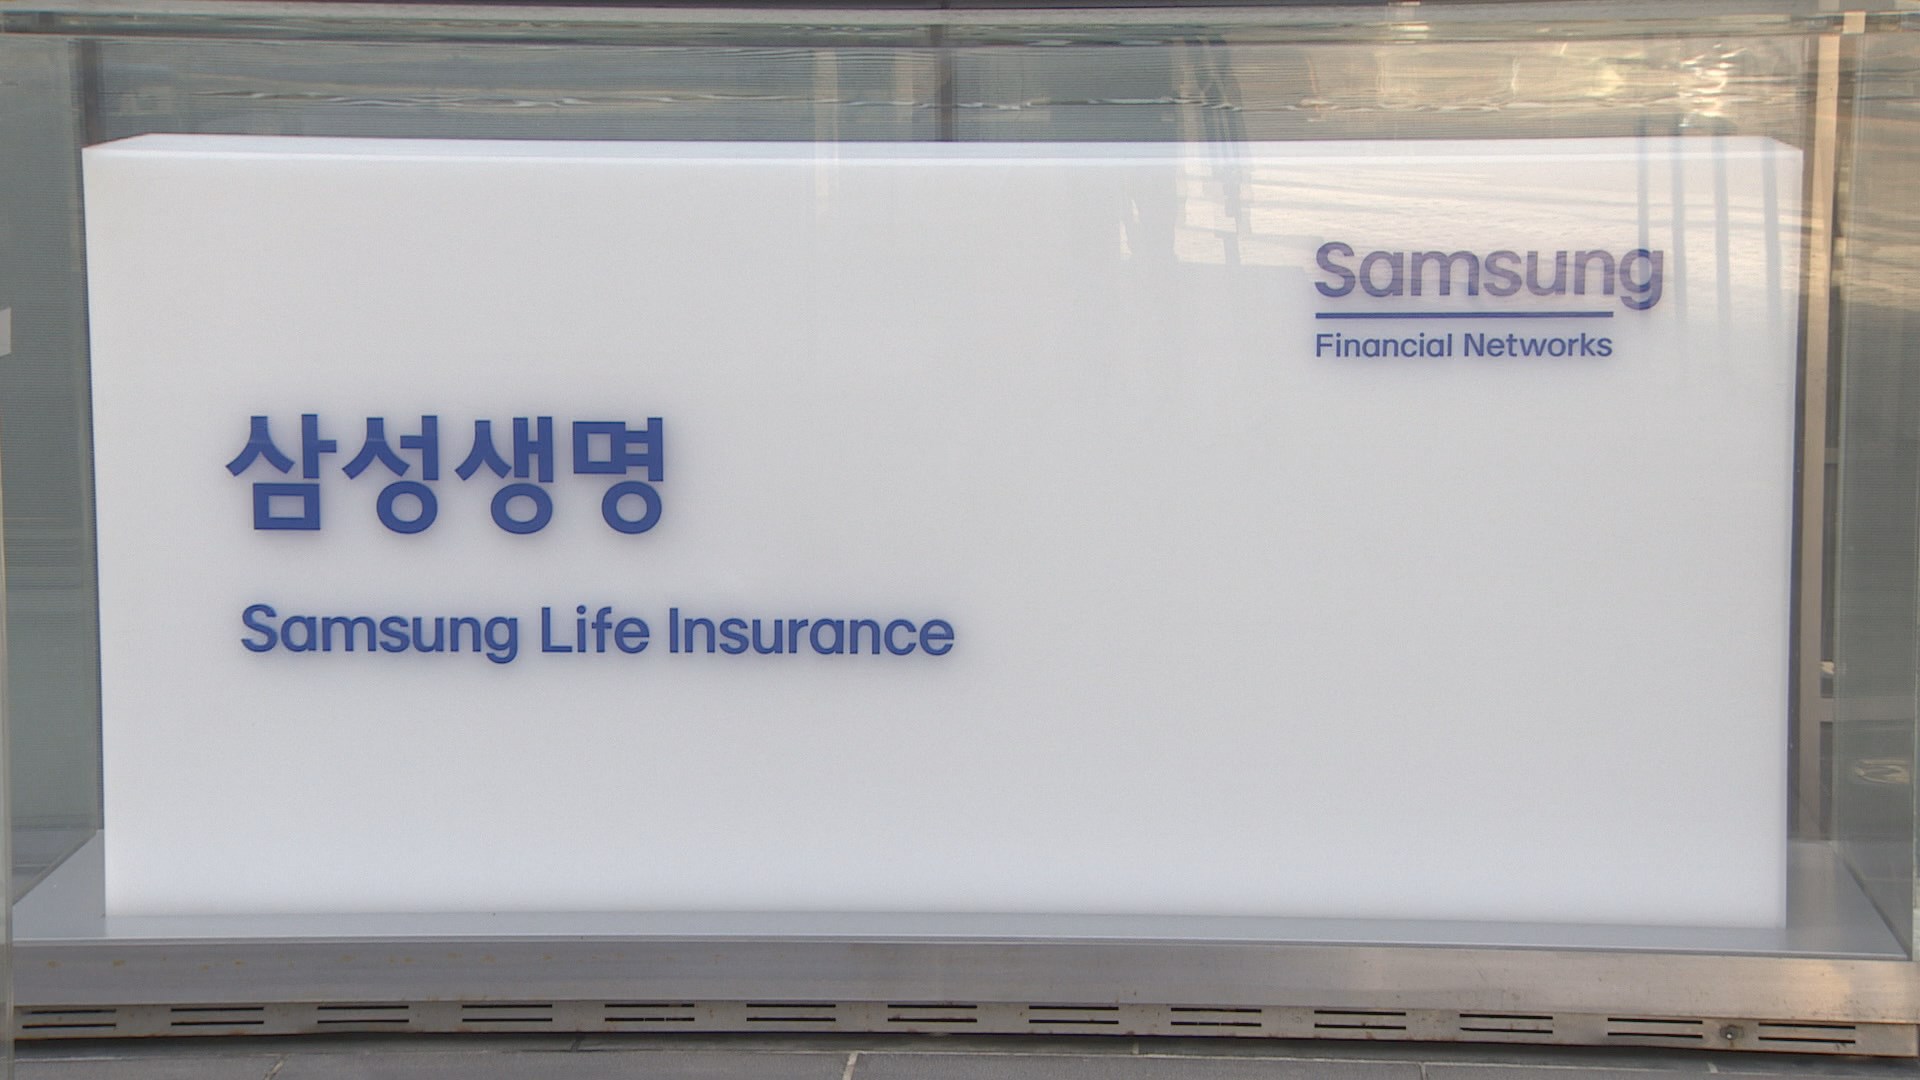 Samsung
Financial Networks
삼성생명
Samsung Life Insurance